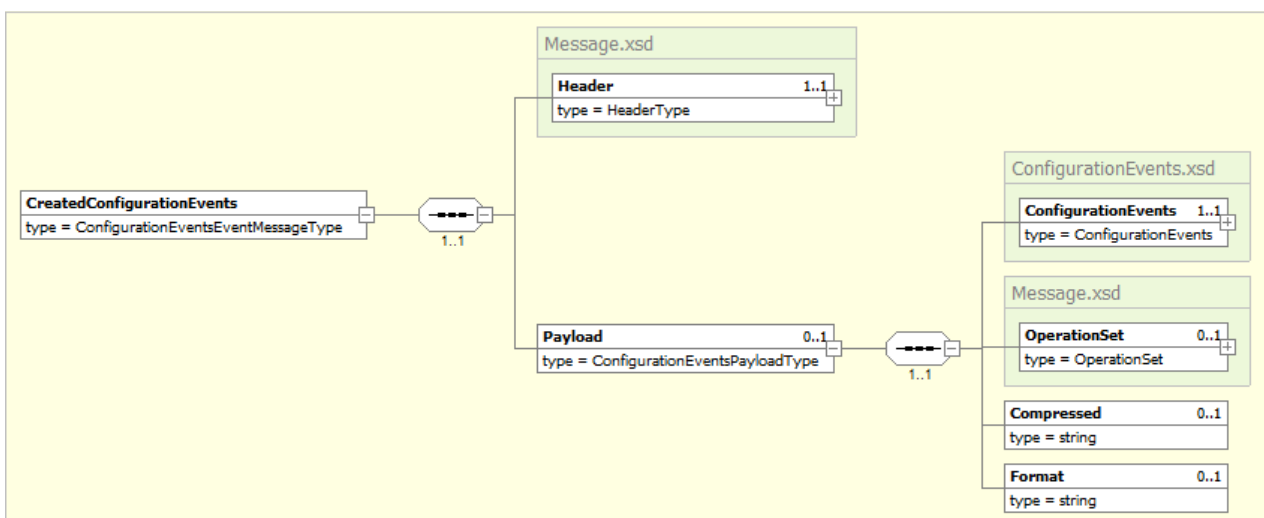 Message.xsd
Header 1..1
type = HeaderType
CreatedConfigurationEvents
type = ConfigurationEventsEventMessageType
1..1
Payload 0..1
type = ConfigurationEventsPayloadType
1..1
ConfigurationEvents.xsd
ConfigurationEvents 1..1
type = ConfigurationEvents
Message.xsd
OperationSet 0..1
type = OperationSet
Compressed 0..1
type = string
Format 0..1
type = string